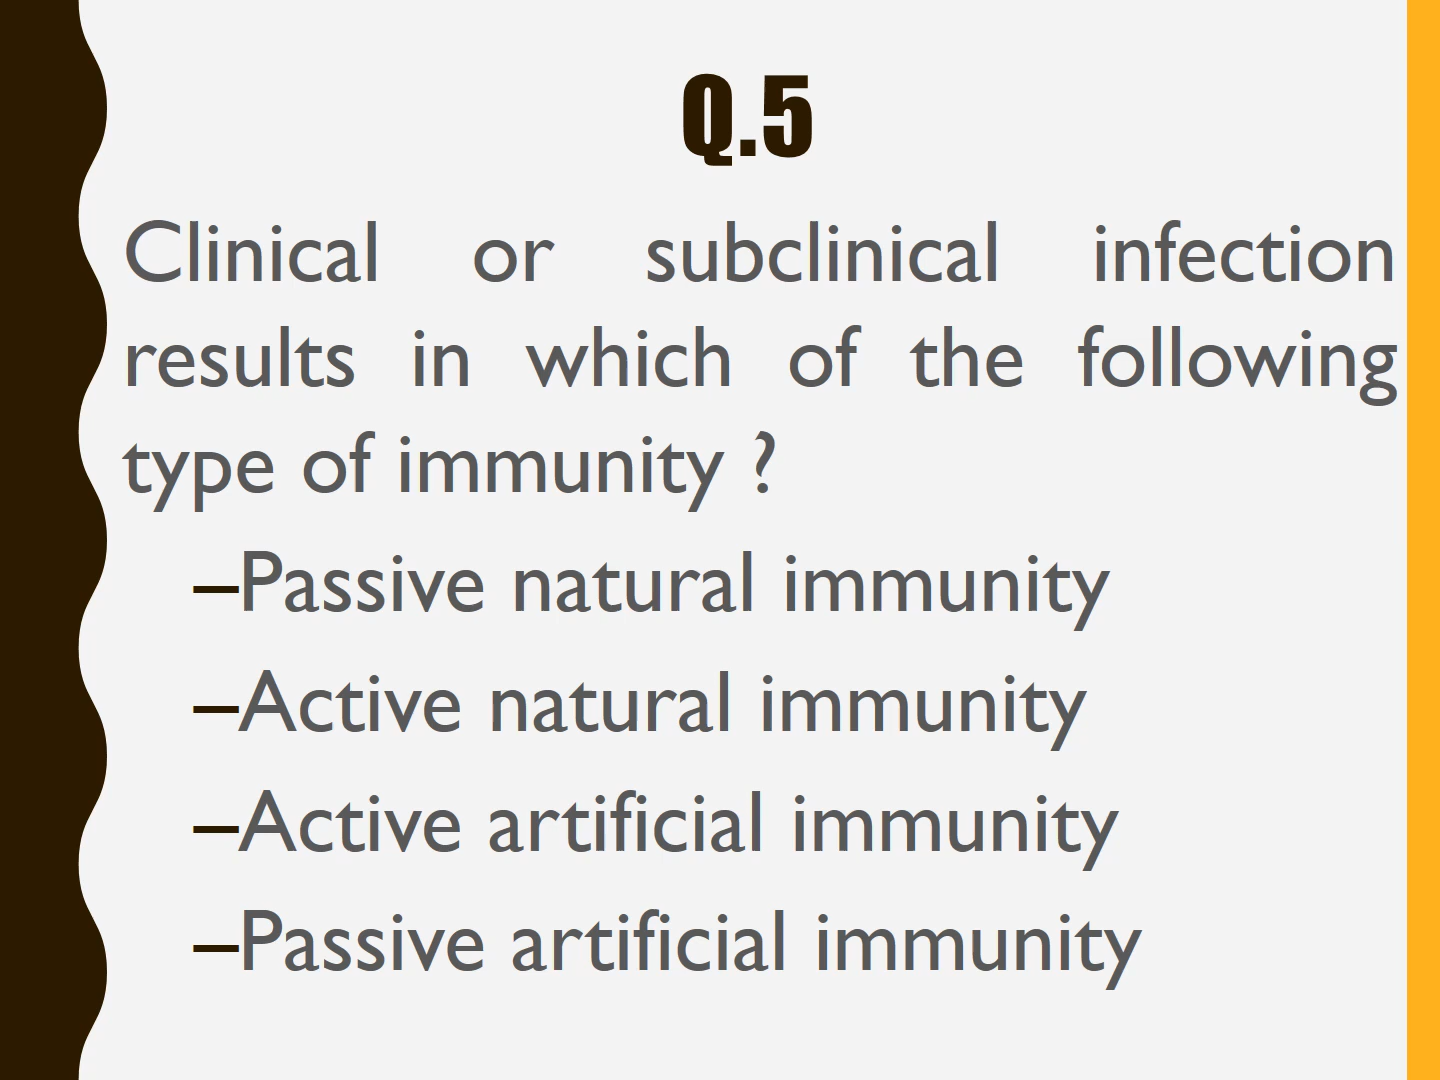 Q.5
Clinical or subclinical infection
results in which of the following
type of immunity ?
–Passive natural immunity
–Active natural immunity
–Active artificial immunity
–Passive artificial immunity